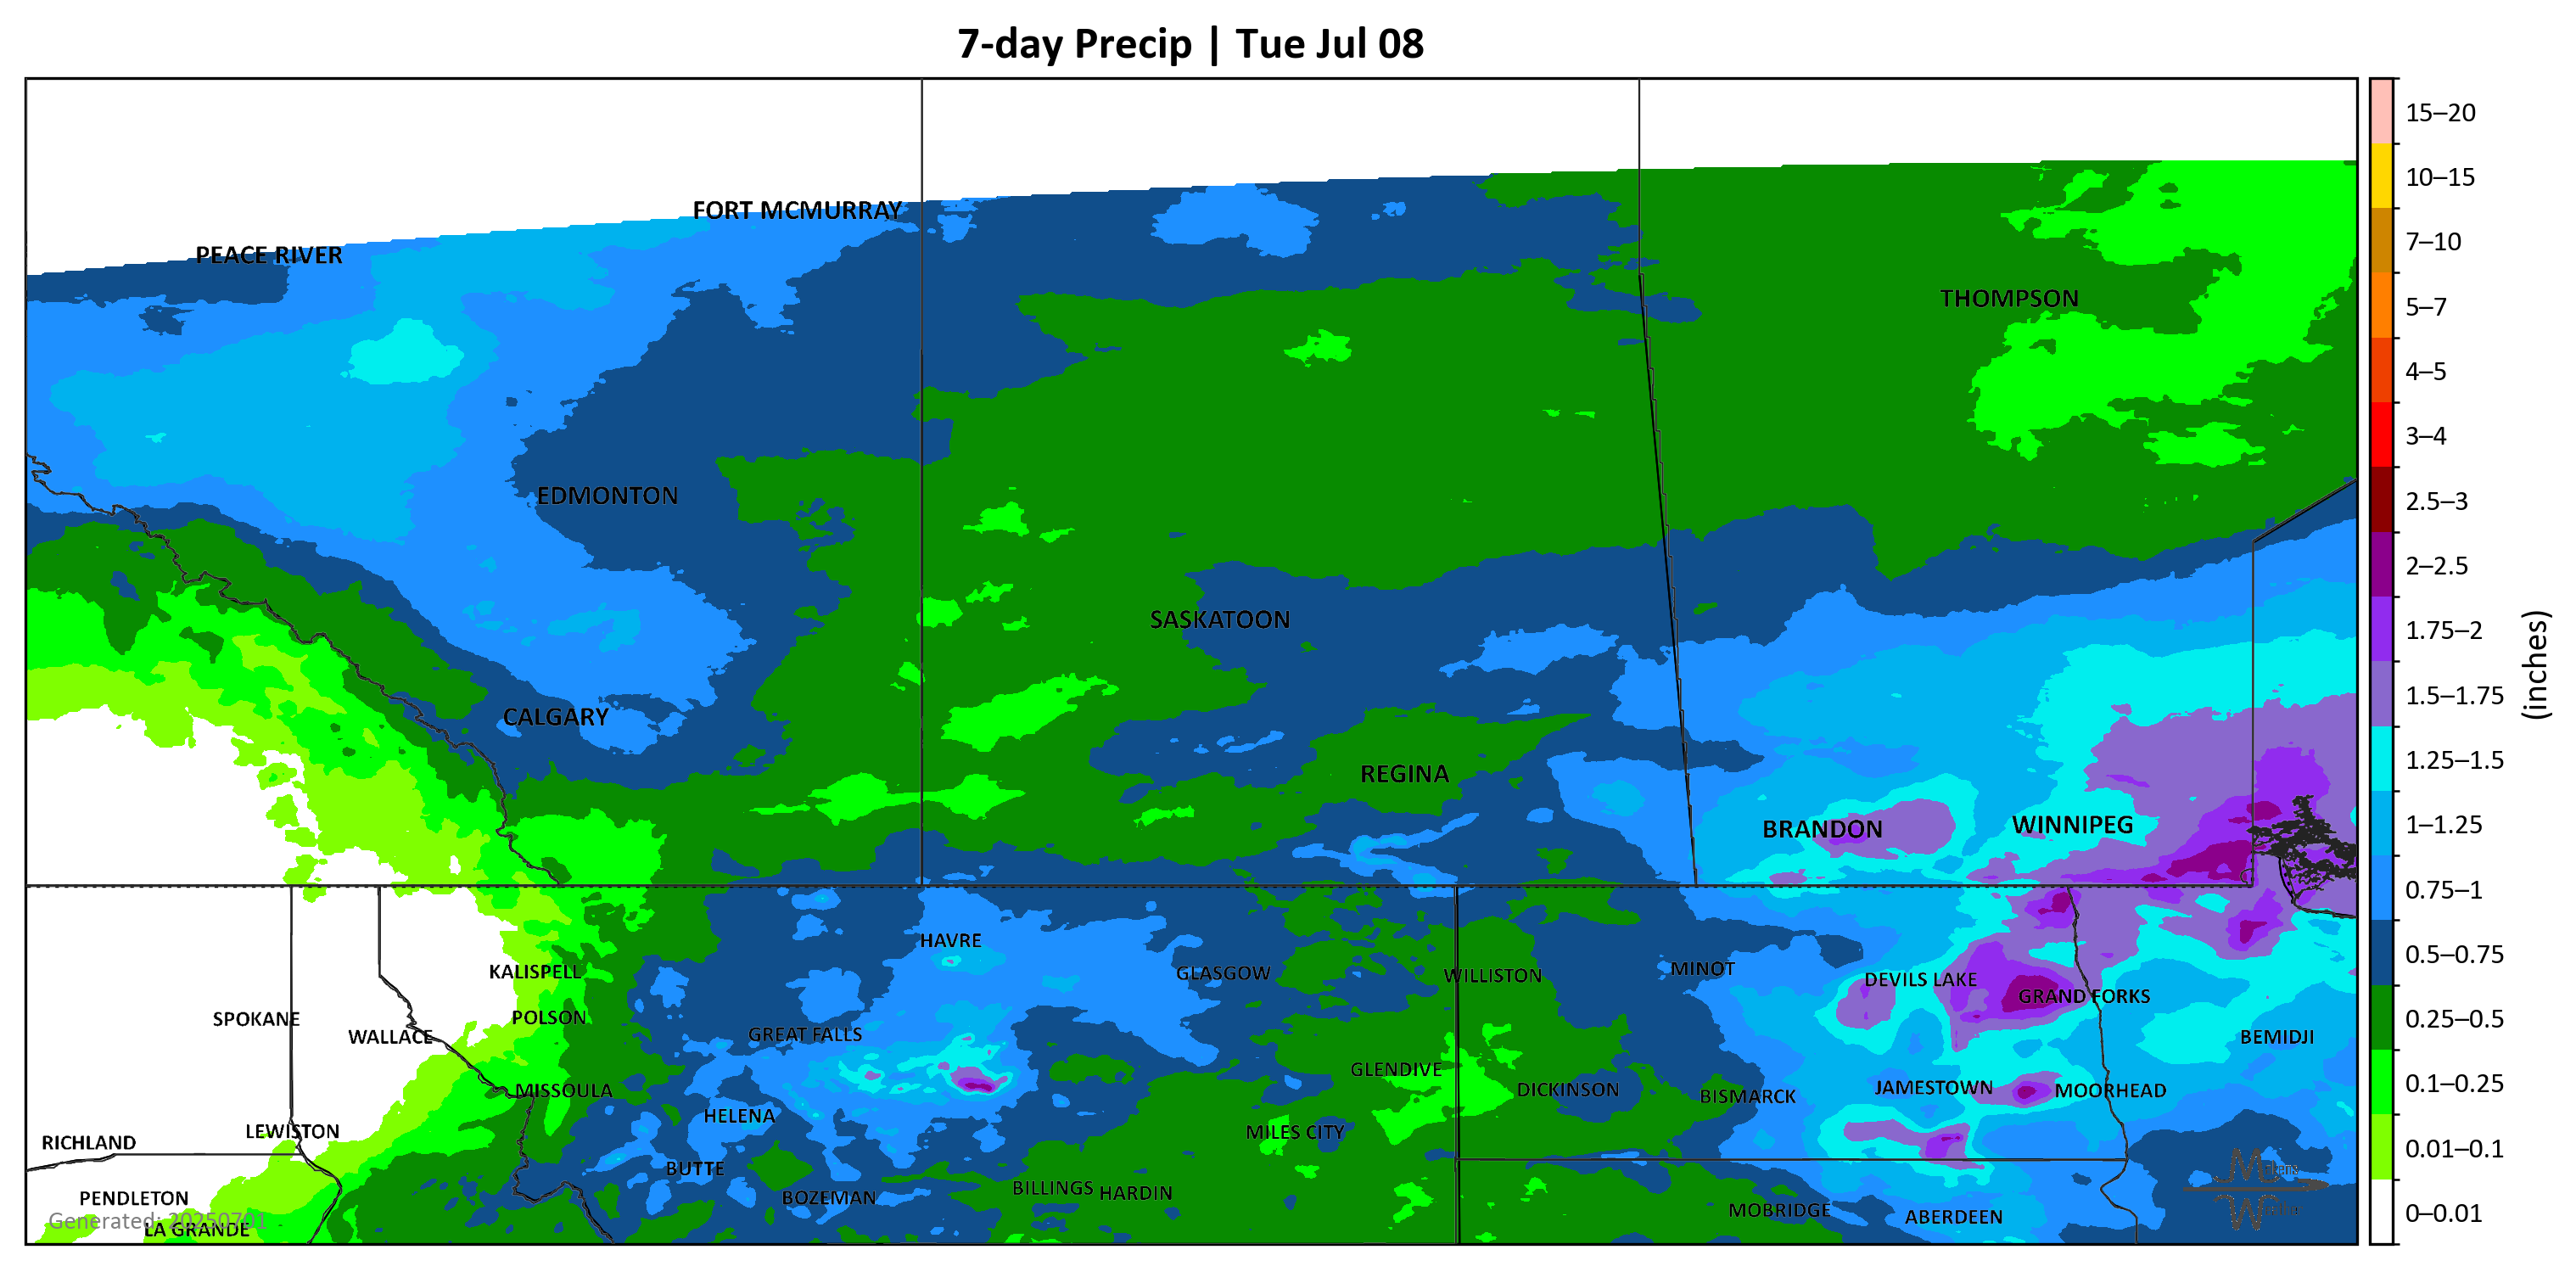 7-day Precip | Tue Jul 08
FORT MCMURRAY
PEACE RIVER
THOMPSON
EDMONTON
SASKATOON
CALGARY
REGINA
BRANDON
WINNIPEG
HAVRE
KALISPELL
GLASGOW
WILLISTON
MINOT
DEVILS LAKE
GRAND FORKS
SPOKANE
WALLACE
POLSON
GREAT FALLS
BEMIDJI
GLENDIVE
MISSOULA
DICKINSON
BISMARCK
JAMESTOWN
MOORHEAD
HELENA
RICHLAND
LEWISTON
MILES CITY
BUTTE
PENDLETON
BOZEMAN
BILLINGS
HARDIN
MOBRIDGE
ABERDEEN
Generated: 20250701
LA GRANDE
15–20
10–15
7–10
5–7
4–5
3–4
2.5–3
2–2.5
1.75–2
1.5–1.75
1.25–1.5
1–1.25
0.75–1
0.5–0.75
0.25–0.5
0.1–0.25
0.01–0.1
0–0.01
(inches)